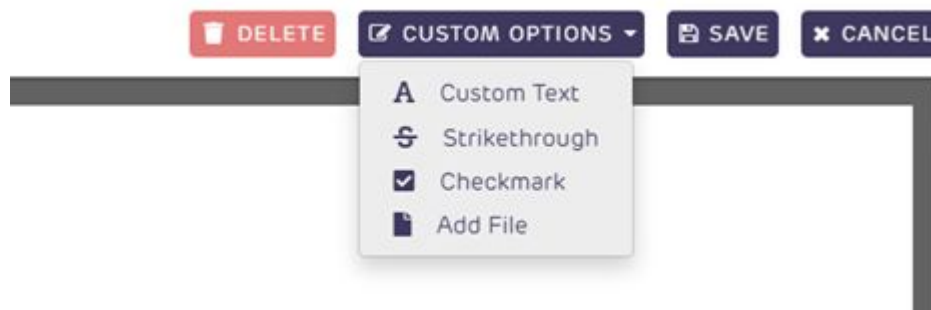 DELETE CUSTOM OPTIONS SAVE CANCEL
Custom Text
Strikethrough
Checkmark
Add File